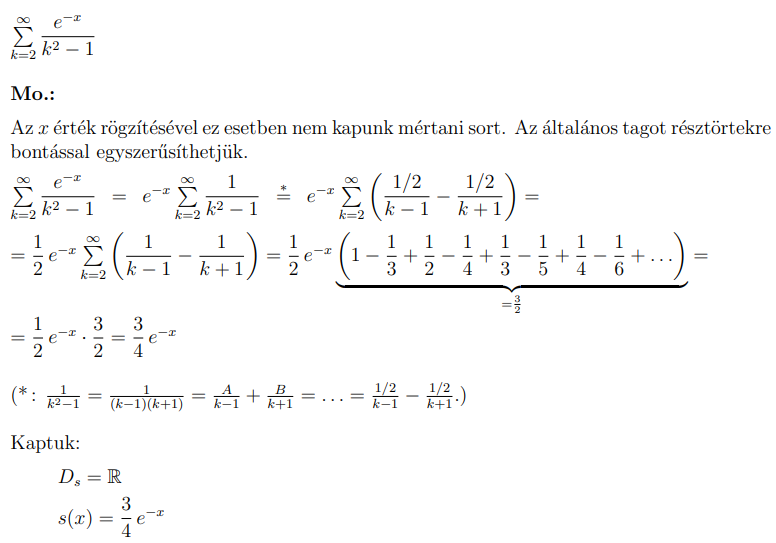 $\sum_{k=2}^{\infty} \frac{e^{-x}}{k^2-1}$
Mo.:
Az $x$ érték rögzítésével ez esetben nem kapunk mértani sort. Az általános tagot résztörtekre
bontással egyszerűsíthetjük.
$\sum_{k=2}^{\infty} \frac{e^{-x}}{k^2-1} = e^{-x} \sum_{k=2}^{\infty} \frac{1}{k^2-1} \stackrel{*}{=} e^{-x} \sum_{k=2}^{\infty} \left( \frac{1/2}{k-1} - \frac{1/2}{k+1} \right) =$
$= \frac{1}{2} e^{-x} \sum_{k=2}^{\infty} \left( \frac{1}{k-1} - \frac{1}{k+1} \right) = \frac{1}{2} e^{-x} \underbrace{\left( 1 - \frac{1}{3} + \frac{1}{2} - \frac{1}{4} + \frac{1}{3} - \frac{1}{5} + \frac{1}{4} - \frac{1}{6} + \ldots \right)}_{=\frac{3}{2}} =$
$= \frac{1}{2} e^{-x} \cdot \frac{3}{2} = \frac{3}{4} e^{-x}$
(*: $\frac{1}{k^2-1} = \frac{1}{(k-1)(k+1)} = \frac{A}{k-1} + \frac{B}{k+1} = \ldots = \frac{1/2}{k-1} - \frac{1/2}{k+1}$.)
Kaptuk:
$D_s = \mathbb{R}$
$s(x) = \frac{3}{4} e^{-x}$